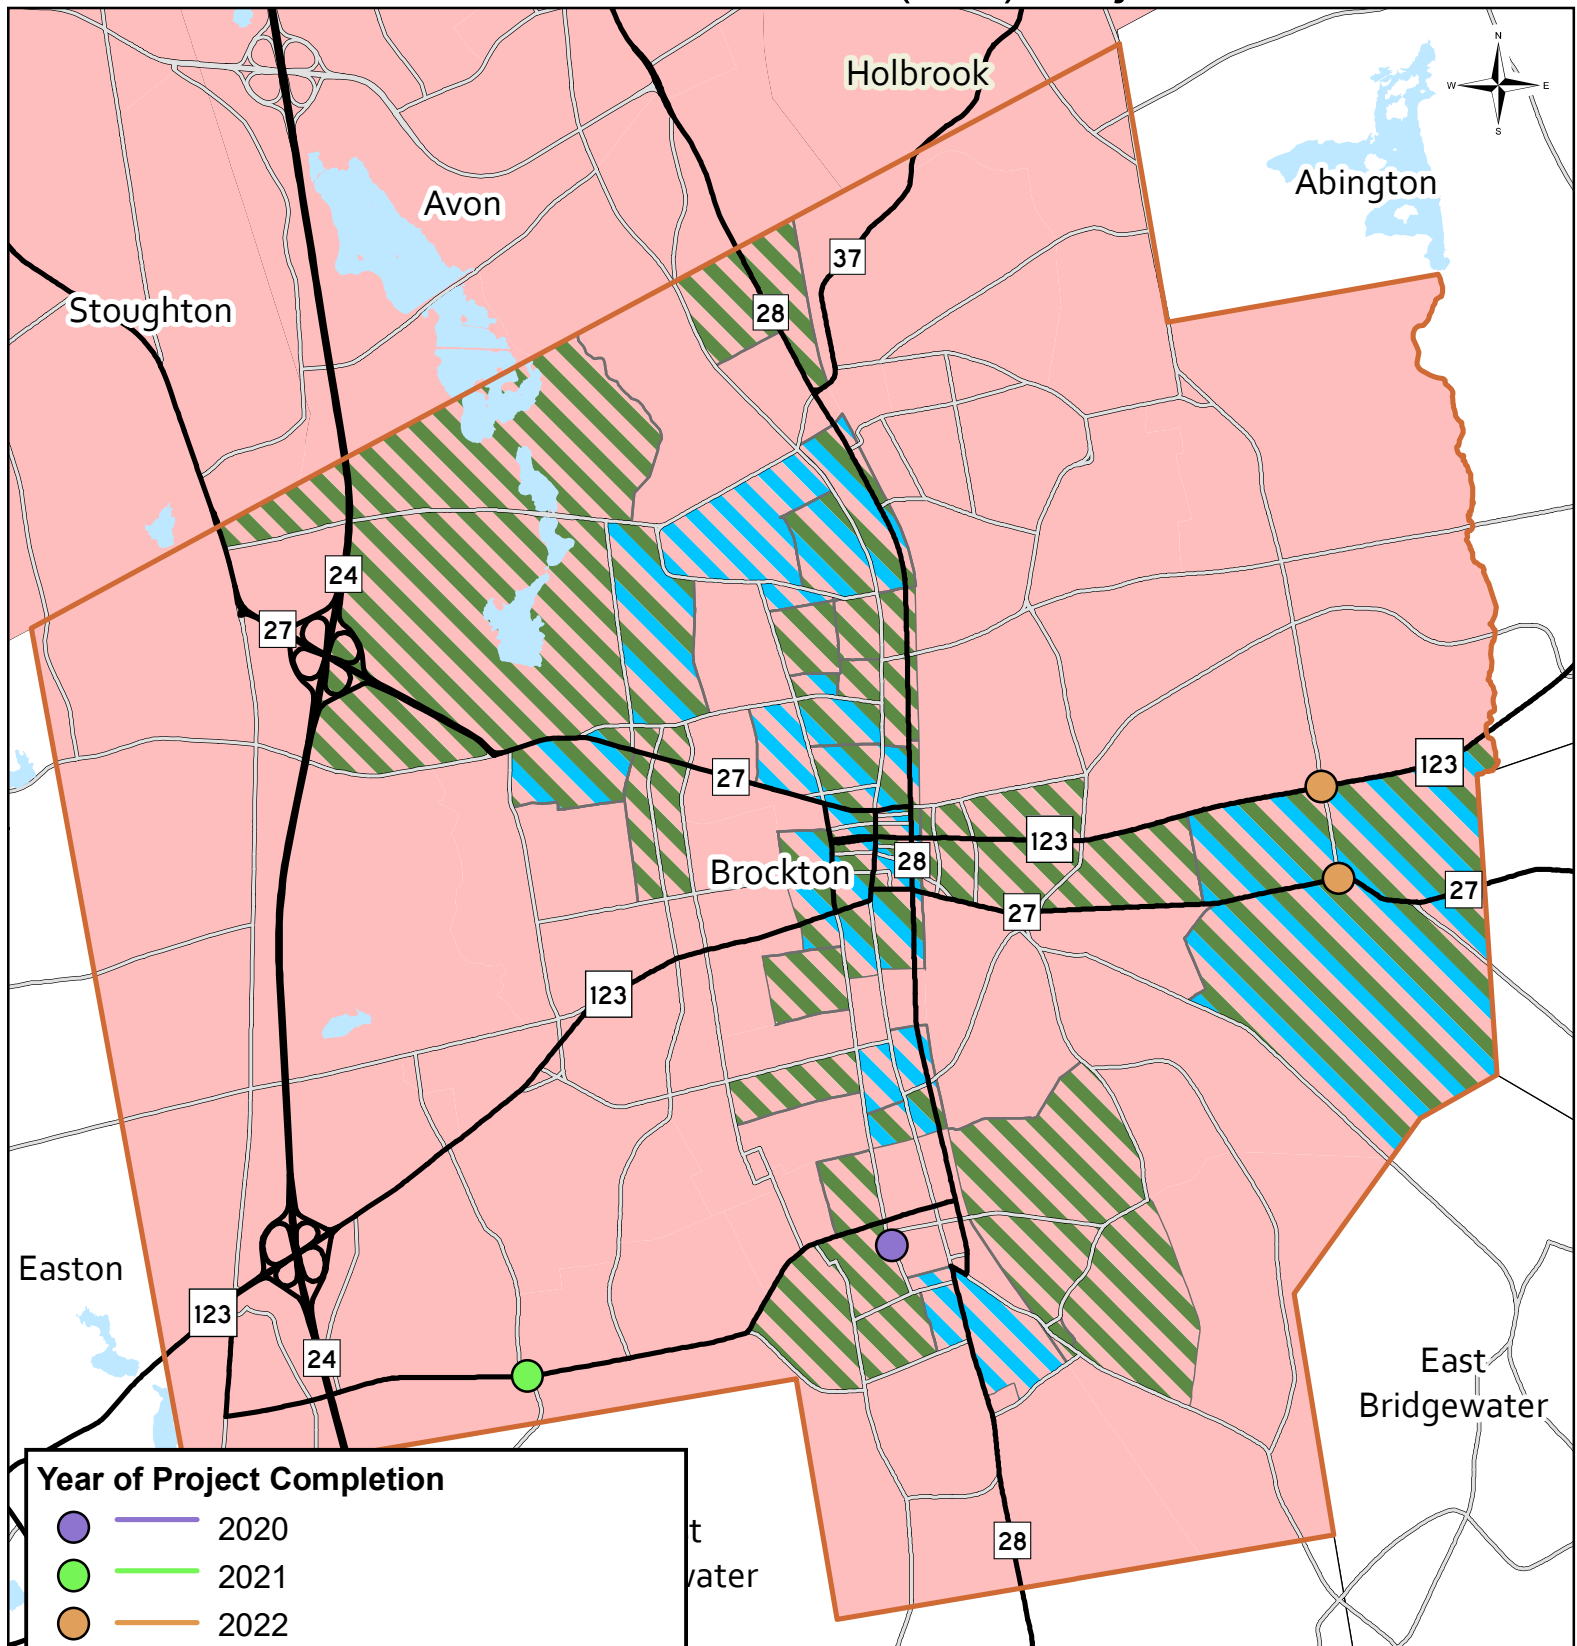 Holbrook
N
W
E
S
Abington
Avon
37
Stoughton
28
24
27
123
27
123
28
27
Brockton
27
123
Easton
123
24
East
Bridgewater
28
Year of Project Completion
2020
2021
2022